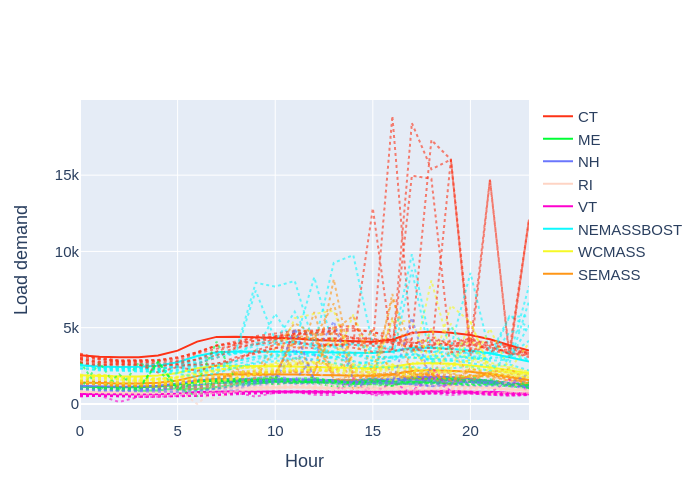 15k
10k
5k
0
0
5
10
15
20
Hour
Load demand
CT
ME
NH
RI
VT
NEMASSBOST
WCMASS
SEMASS